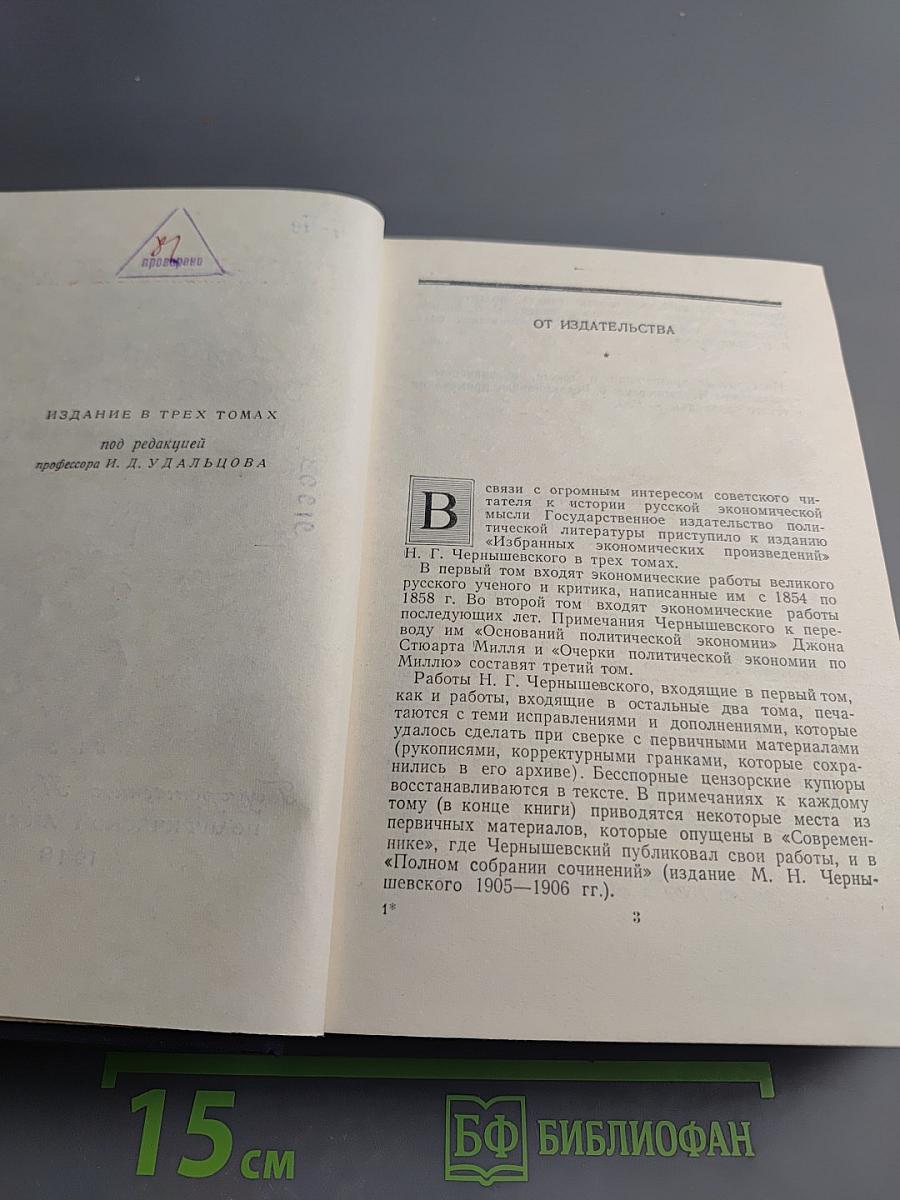 проверено
ИЗДАНИЕ В ТРЕХ ТОМАХ
под редакцией
профессора И. Д. УДАЛЬЦОВА
ОТ ИЗДАТЕЛЬСТВА
*
В связи с огромным интересом советского чи-
тателя к истории русской экономической
мысли Государственное издательство поли-
тической литературы приступило к изданию
«Избранных экономических произведений»
Н. Г. Чернышевского в трех томах.
В первый том входят экономические работы великого
русского ученого и критика, написанные им с 1854 по
1858 г. Во второй том входят экономические работы
последующих лет. Примечания Чернышевского к пере-
воду им «Оснований политической экономии» Джона
Стюарта Милля и «Очерки политической экономии по
Миллю» составят третий том.
Работы Н. Г. Чернышевского, входящие в первый том,
как и работы, входящие в остальные два тома, печа-
таются с теми исправлениями и дополнениями, которые
удалось сделать при сверке с первичными материалами
(рукописями, корректурными гранками, которые сохра-
нились в его архиве). Бесспорные цензорские купюры
восстанавливаются в тексте. В примечаниях к каждому
тому (в конце книги) приводятся некоторые места из
первичных материалов, которые опущены в «Современ-
нике», где Чернышевский публиковал свои работы, и в
«Полном собрании сочинений» (издание М. Н. Черны-
шевского 1905—1906 гг.).
1*
3
15 см
БФ БИБЛИОФАН